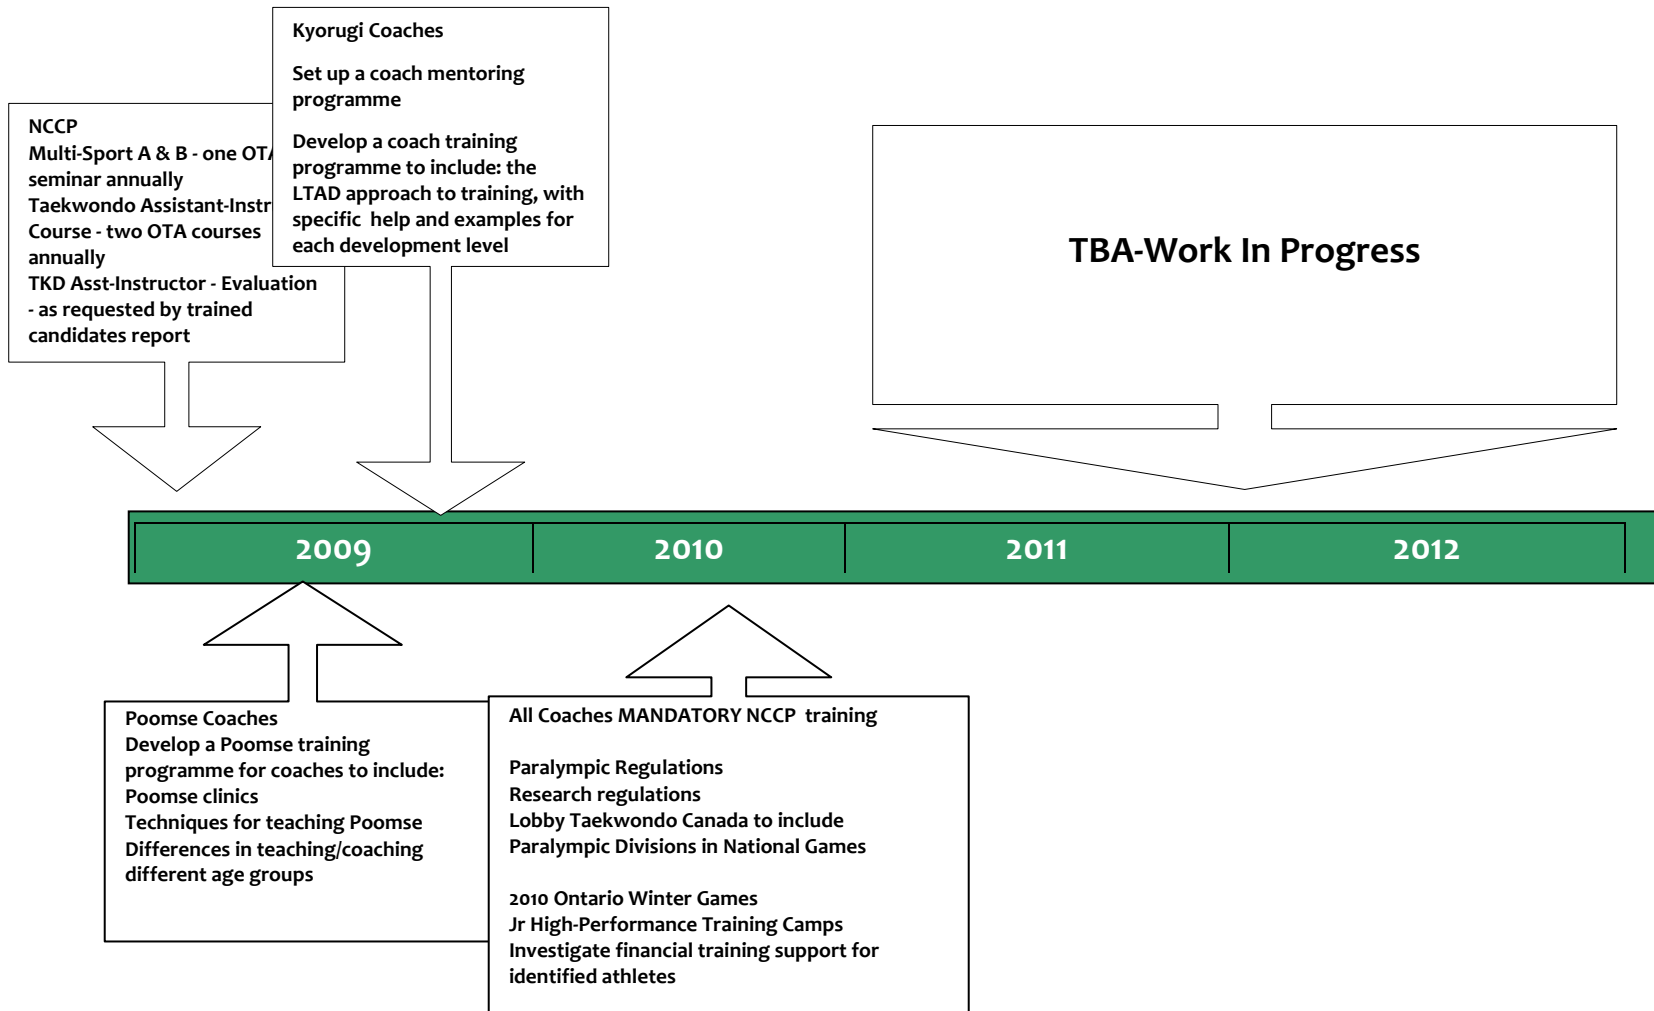 Kyorugi Coaches
Set up a coach mentoring
programme
Develop a coach training
programme to include: the
LTAD approach to training, with
specific help and examples for
each development level
NCCP
Multi-Sport A & B - one OTA
seminar annually
Taekwondo Assistant-Instr
Course - two OTA courses
annually
TKD Asst-Instructor - Evaluation
- as requested by trained
candidates report
TBA-Work In Progress
2009
2010
2011
2012
Poomse Coaches
Develop a Poomse training
programme for coaches to include:
Poomse clinics
Techniques for teaching Poomse
Differences in teaching/coaching
different age groups
All Coaches MANDATORY NCCP training
Paralympic Regulations
Research regulations
Lobby Taekwondo Canada to include
Paralympic Divisions in National Games
2010 Ontario Winter Games
Jr High-Performance Training Camps
Investigate financial training support for
identified athletes